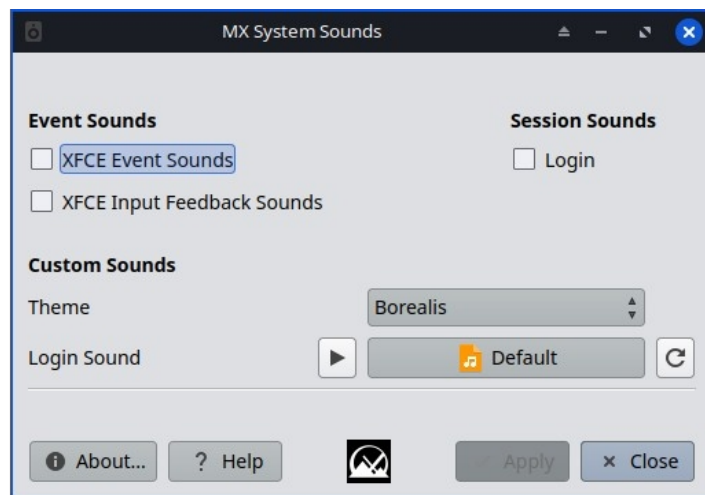 MX System Sounds
Event Sounds
Session Sounds
XFCE Event Sounds
Login
XFCE Input Feedback Sounds
Custom Sounds
Theme
Borealis
Login Sound
Default
About...
? Help
Apply
Close